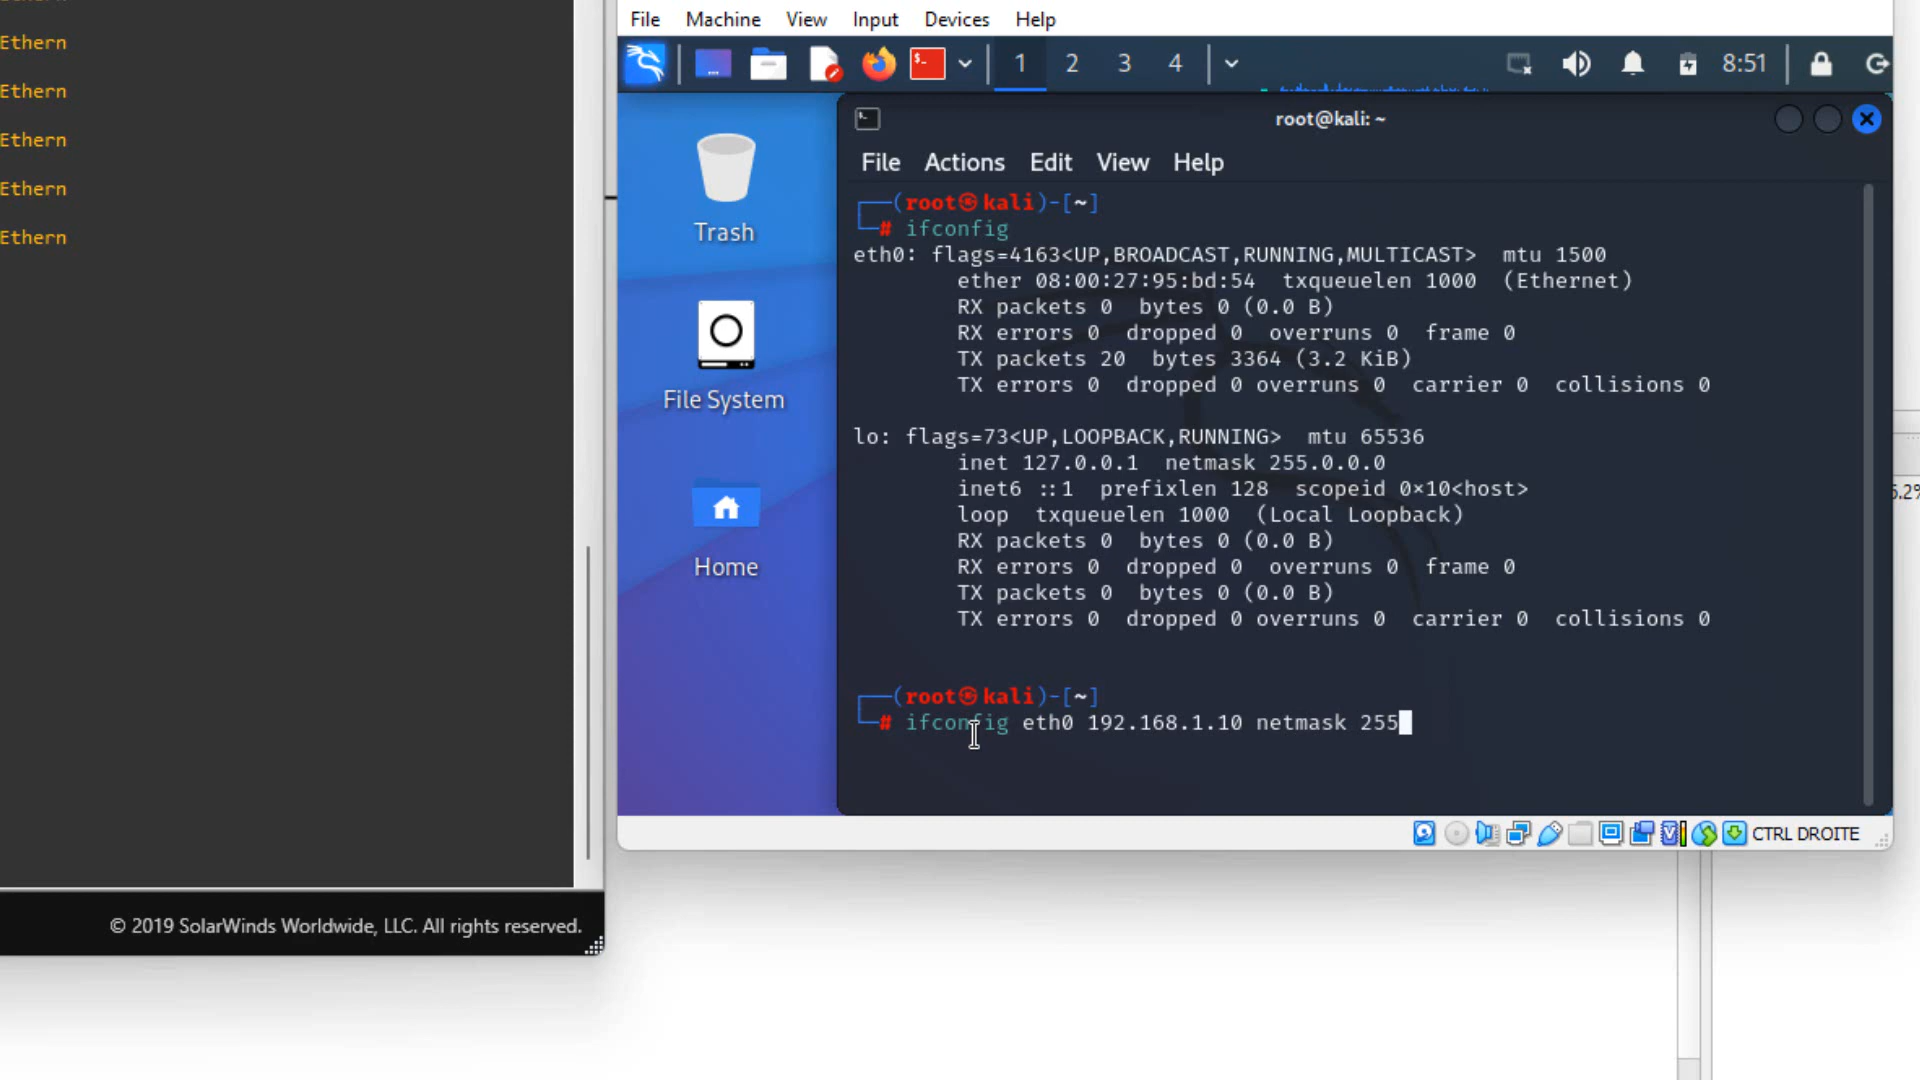 Ethern
Ethern
Ethern
Ethern
Ethern
© 2019 SolarWinds Worldwide, LLC. All rights reserved.
File Machine View Input Devices Help
1 2 3 4 8:51
Trash
File System
Home
root@kali: ~
File Actions Edit View Help
┌──(root㉿kali)-[~]
└─# ifconfig
eth0: flags=4163<UP,BROADCAST,RUNNING,MULTICAST>  mtu 1500
ether 08:00:27:95:bd:54  txqueuelen 1000  (Ethernet)
RX packets 0  bytes 0 (0.0 B)
RX errors 0  dropped 0  overruns 0  frame 0
TX packets 20  bytes 3364 (3.2 KiB)
TX errors 0  dropped 0 overruns 0  carrier 0  collisions 0
lo: flags=73<UP,LOOPBACK,RUNNING>  mtu 65536
inet 127.0.0.1  netmask 255.0.0.0
inet6 ::1  prefixlen 128  scopeid 0×10<host>
loop  txqueuelen 1000  (Local Loopback)
RX packets 0  bytes 0 (0.0 B)
RX errors 0  dropped 0  overruns 0  frame 0
TX packets 0  bytes 0 (0.0 B)
TX errors 0  dropped 0 overruns 0  carrier 0  collisions 0
┌──(root㉿kali)-[~]
└─# ifconfig eth0 192.168.1.10 netmask 255
CTRL DROITE